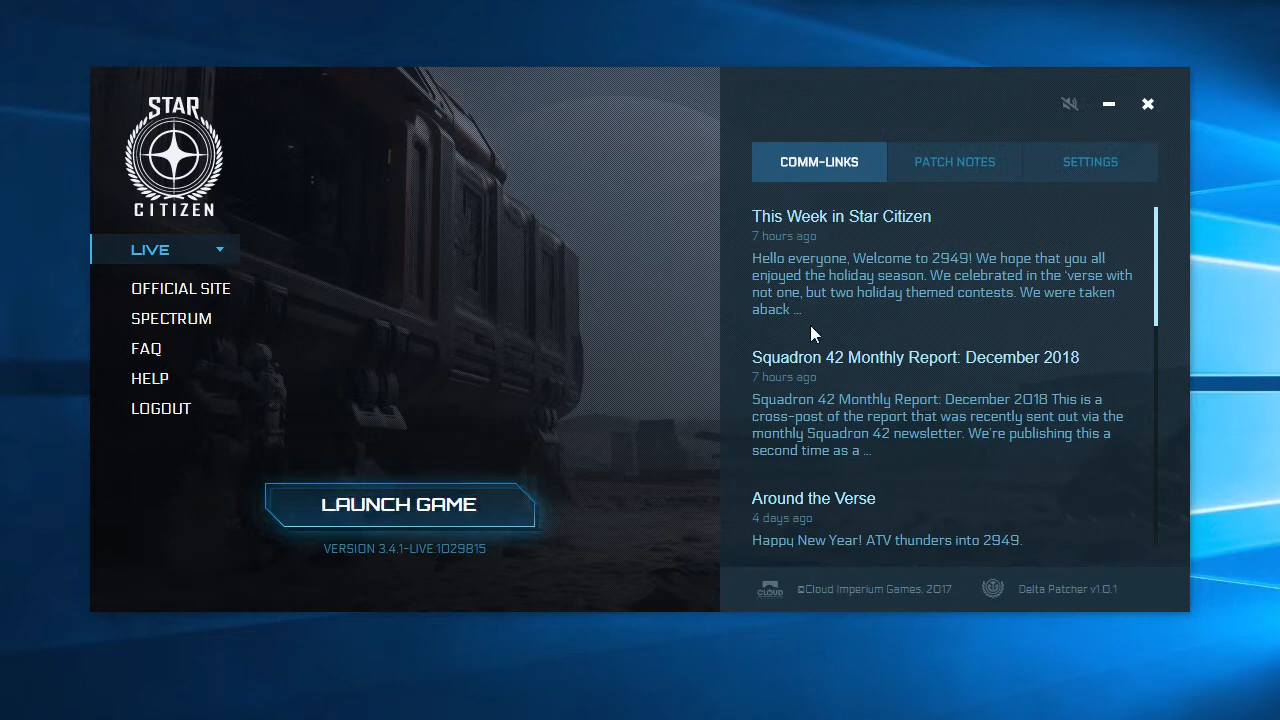 STAR
CITIZEN
LIVE
OFFICIAL SITE
SPECTRUM
FAQ
HELP
LOGOUT
LAUNCH GAME
VERSION 3.4.1-LIVE.1029815
COMM-LINKS PATCH NOTES SETTINGS
This Week in Star Citizen
7 hours ago
Hello everyone, Welcome to 2949! We hope that you all
enjoyed the holiday season. We celebrated in the 'verse with
not one, but two holiday themed contests. We were taken
aback ...
Squadron 42 Monthly Report: December 2018
7 hours ago
Squadron 42 Monthly Report: December 2018 This is a
cross-post of the report that was recently sent out via the
monthly Squadron 42 newsletter. We're publishing this a
second time as a ...
Around the Verse
4 days ago
Happy New Year! ATV thunders into 2949.
CLOUD ©Cloud Imperium Games, 2017 Delta Patcher v1.0.1